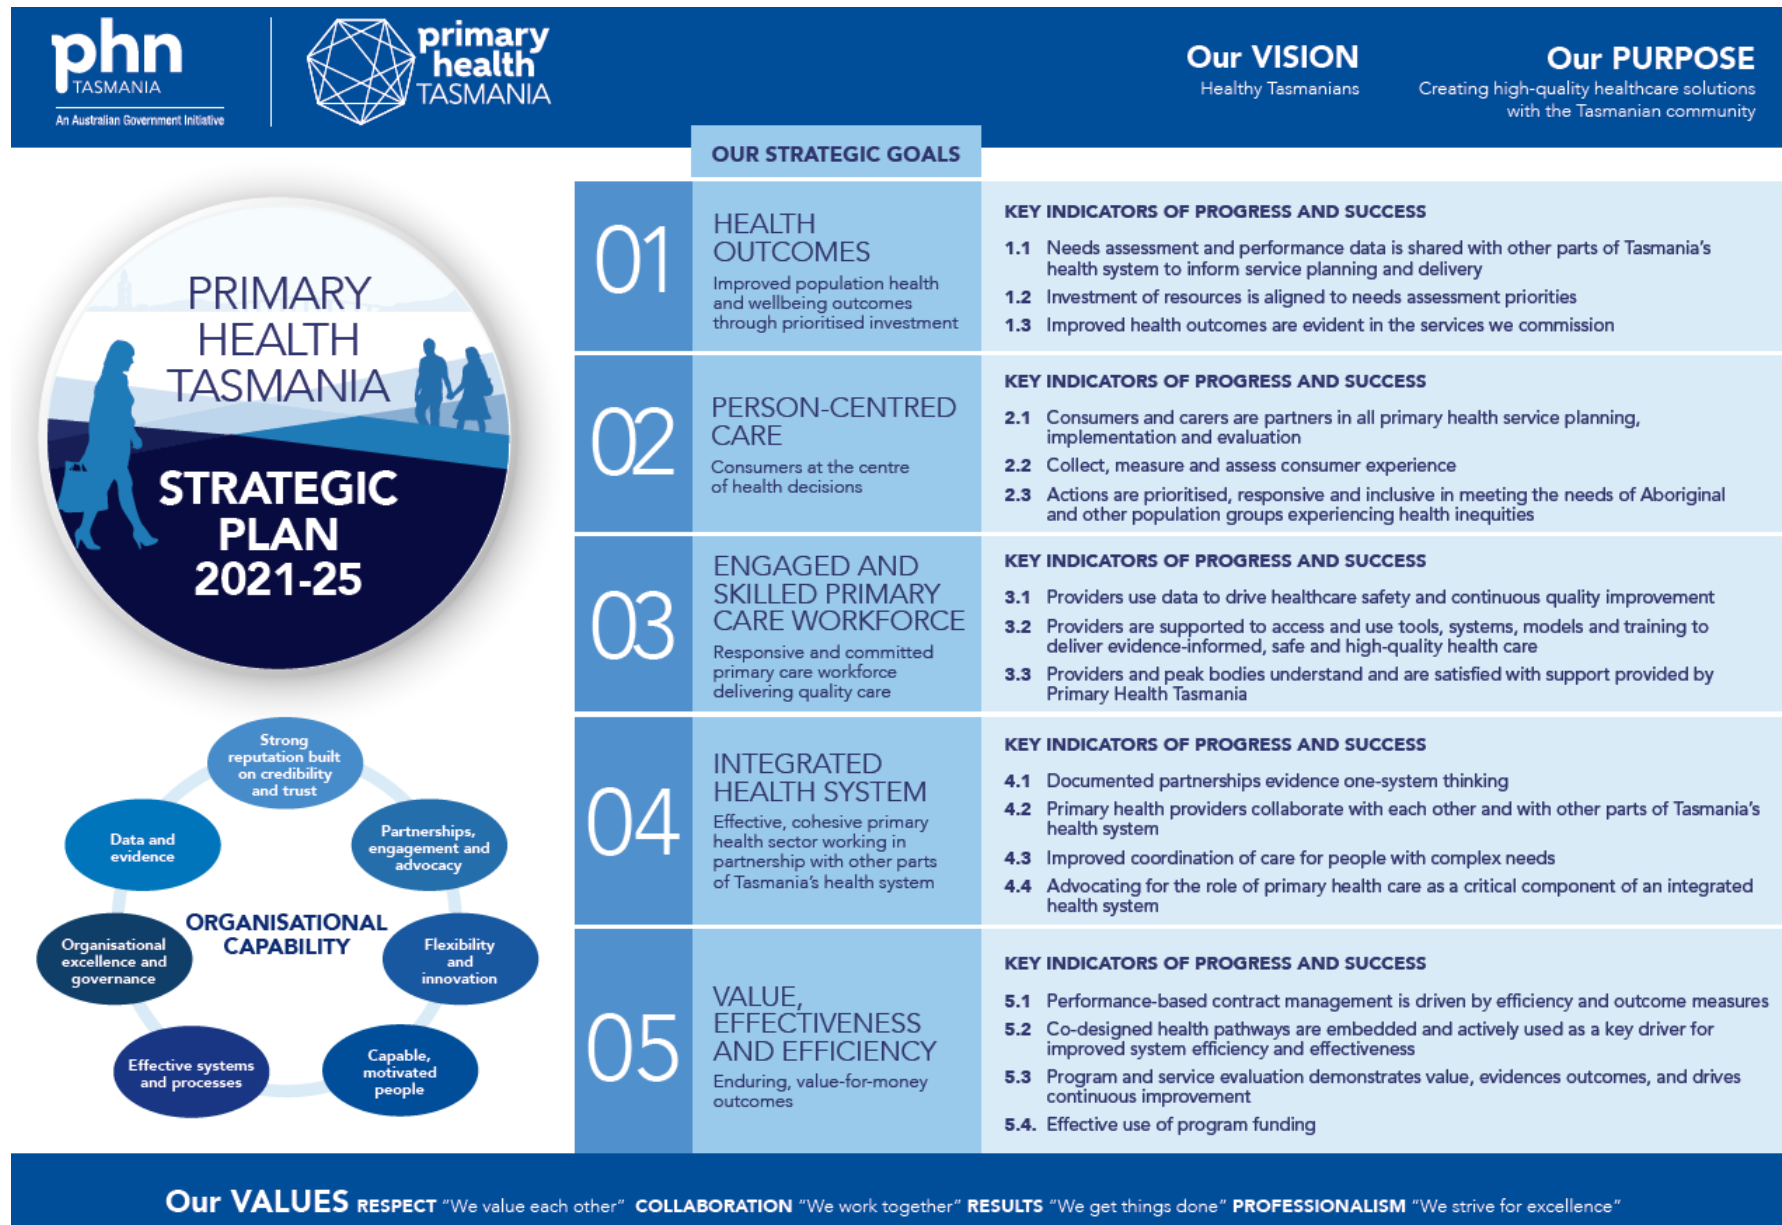 phn
TASMANIA
An Australian Government Initiative
primary
health
TASMANIA
Our VISION
Healthy Tasmanians
Our PURPOSE
Creating high-quality healthcare solutions
with the Tasmanian community
PRIMARY
HEALTH
TASMANIA
STRATEGIC
PLAN
2021-25
Strong
reputation built
on credibility
and trust
Partnerships,
engagement and
advocacy
Flexibility
and
innovation
Capable,
motivated
people
Effective systems
and processes
Organisational
excellence and
governance
Data and
evidence
ORGANISATIONAL
CAPABILITY
OUR STRATEGIC GOALS
01
HEALTH
OUTCOMES
Improved population health
and wellbeing outcomes
through prioritised investment
KEY INDICATORS OF PROGRESS AND SUCCESS
1.1 Needs assessment and performance data is shared with other parts of Tasmania’s
health system to inform service planning and delivery
1.2 Investment of resources is aligned to needs assessment priorities
1.3 Improved health outcomes are evident in the services we commission
02
PERSON-CENTRED
CARE
Consumers at the centre
of health decisions
KEY INDICATORS OF PROGRESS AND SUCCESS
2.1 Consumers and carers are partners in all primary health service planning,
implementation and evaluation
2.2 Collect, measure and assess consumer experience
2.3 Actions are prioritised, responsive and inclusive in meeting the needs of Aboriginal
and other population groups experiencing health inequities
03
ENGAGED AND
SKILLED PRIMARY
CARE WORKFORCE
Responsive and committed
primary care workforce
delivering quality care
KEY INDICATORS OF PROGRESS AND SUCCESS
3.1 Providers use data to drive healthcare safety and continuous quality improvement
3.2 Providers are supported to access and use tools, systems, models and training to
deliver evidence-informed, safe and high-quality health care
3.3 Providers and peak bodies understand and are satisfied with support provided by
Primary Health Tasmania
04
INTEGRATED
HEALTH SYSTEM
Effective, cohesive primary
health sector working in
partnership with other parts
of Tasmania’s health system
KEY INDICATORS OF PROGRESS AND SUCCESS
4.1 Documented partnerships evidence one-system thinking
4.2 Primary health providers collaborate with each other and with other parts of Tasmania’s
health system
4.3 Improved coordination of care for people with complex needs
4.4 Advocating for the role of primary health care as a critical component of an integrated
health system
05
VALUE,
EFFECTIVENESS
AND EFFICIENCY
Enduring, value-for-money
outcomes
KEY INDICATORS OF PROGRESS AND SUCCESS
5.1 Performance-based contract management is driven by efficiency and outcome measures
5.2 Co-designed health pathways are embedded and actively used as a key driver for
improved system efficiency and effectiveness
5.3 Program and service evaluation demonstrates value, evidences outcomes, and drives
continuous improvement
5.4. Effective use of program funding
Our VALUES RESPECT “We value each other” COLLABORATION “We work together” RESULTS “We get things done” PROFESSIONALISM “We strive for excellence”